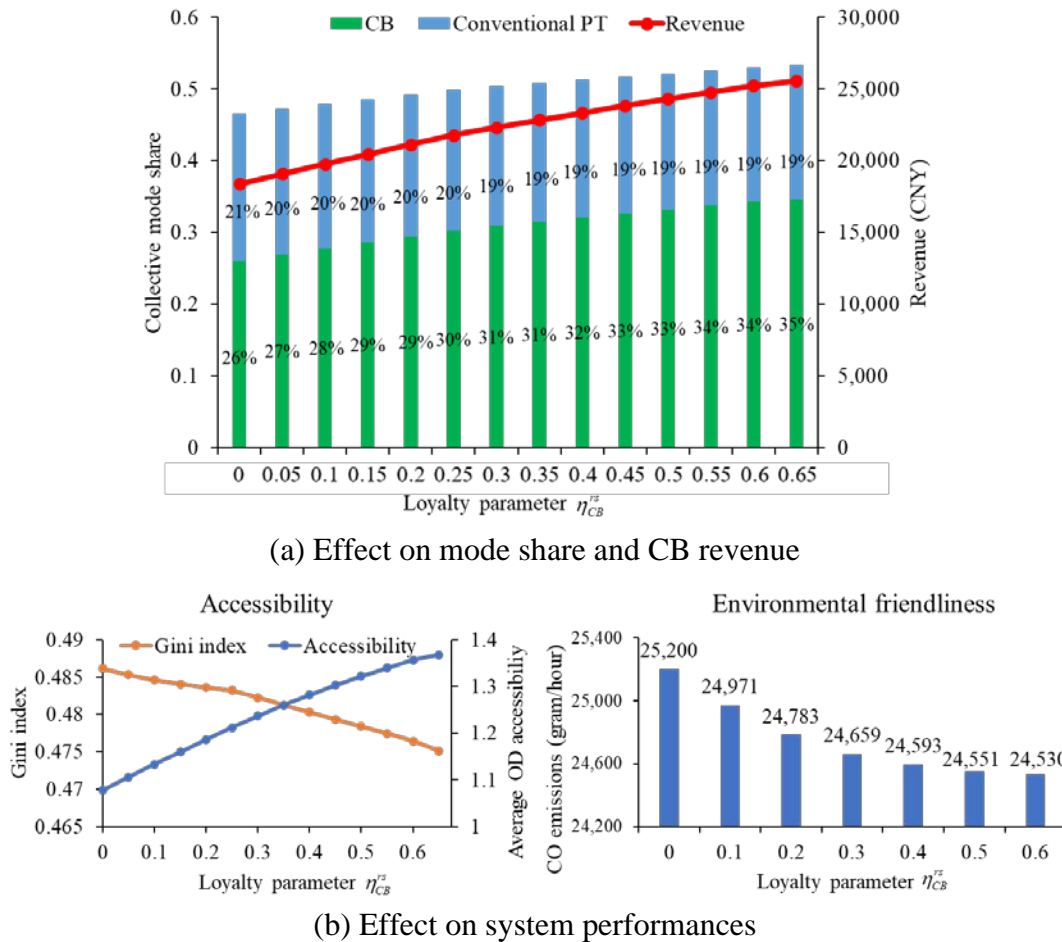 CB Conventional PT Revenue
0.6
0.5
0.4
0.3
0.2
0.1
0
Collective mode share
30,000
25,000
20,000
15,000
10,000
5,000
0
Revenue (CNY)
21% 20% 20% 20% 20% 20% 19% 19% 19% 19% 19% 19% 19% 19%
26% 27% 28% 29% 29% 30% 31% 31% 32% 33% 33% 34% 34% 35%
0 0.05 0.1 0.15 0.2 0.25 0.3 0.35 0.4 0.45 0.5 0.55 0.6 0.65
Loyalty parameter η_CB^rs
(a) Effect on mode share and CB revenue
Accessibility
Gini index Accessibility
0.49
0.485
0.48
0.475
0.47
0.465
Gini index
1.4
1.3
1.2
1.1
1
Average OD accessibiliy
0 0.1 0.2 0.3 0.4 0.5 0.6
Loyalty parameter η_CB^rs
Environmental friendliness
25,400
25,000
24,600
24,200
CO emissions (gram/hour)
25,200
24,971
24,783
24,659
24,593
24,551
24,530
0 0.1 0.2 0.3 0.4 0.5 0.6
Loyalty parameter η_CB^rs
(b) Effect on system performances